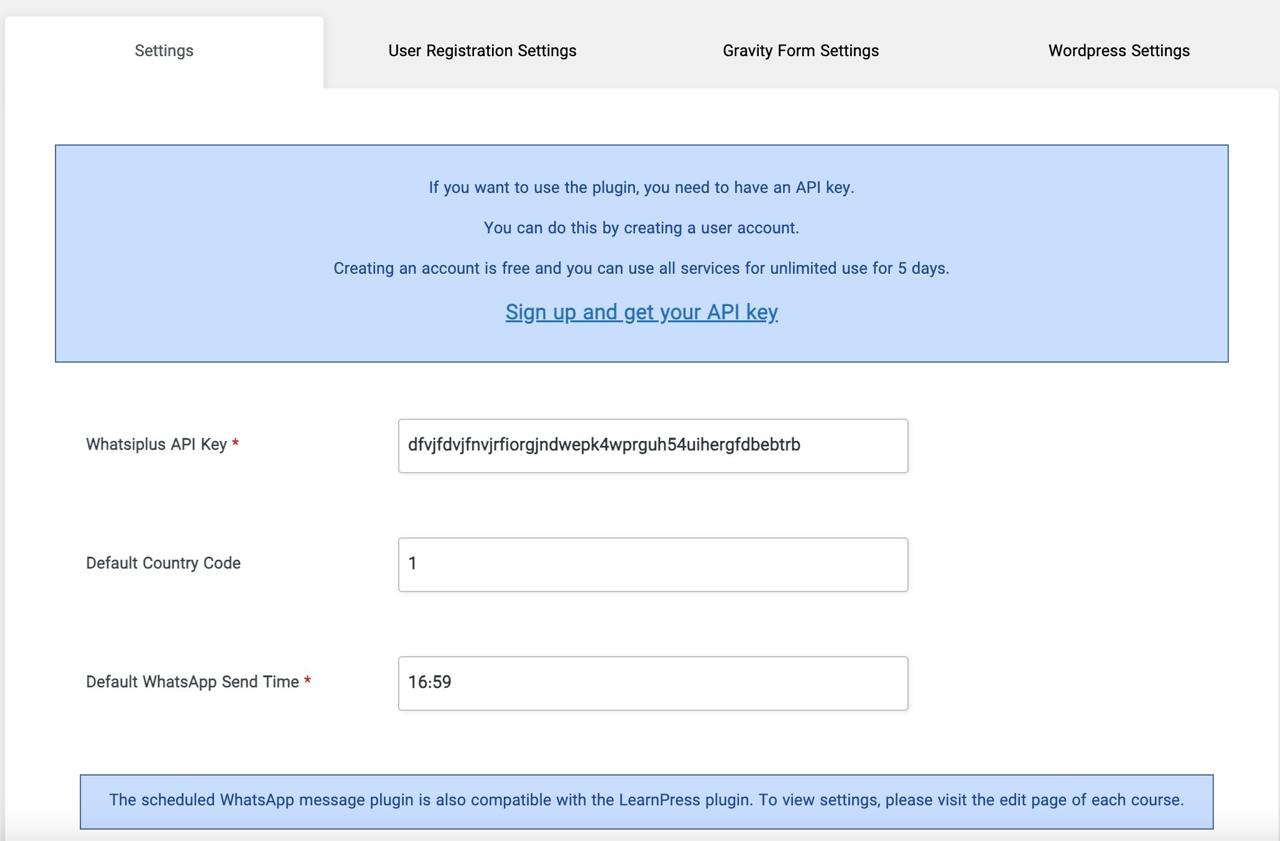 Settings
User Registration Settings
Gravity Form Settings
Wordpress Settings
If you want to use the plugin, you need to have an API key.
You can do this by creating a user account.
Creating an account is free and you can use all services for unlimited use for 5 days.
Sign up and get your API key
Whatsiplus API Key *
dfvjfdvjfnvjrfiorgjndwepk4wprguh54uihergfdbebtrb
Default Country Code
1
Default WhatsApp Send Time *
16:59
The scheduled WhatsApp message plugin is also compatible with the LearnPress plugin. To view settings, please visit the edit page of each course.